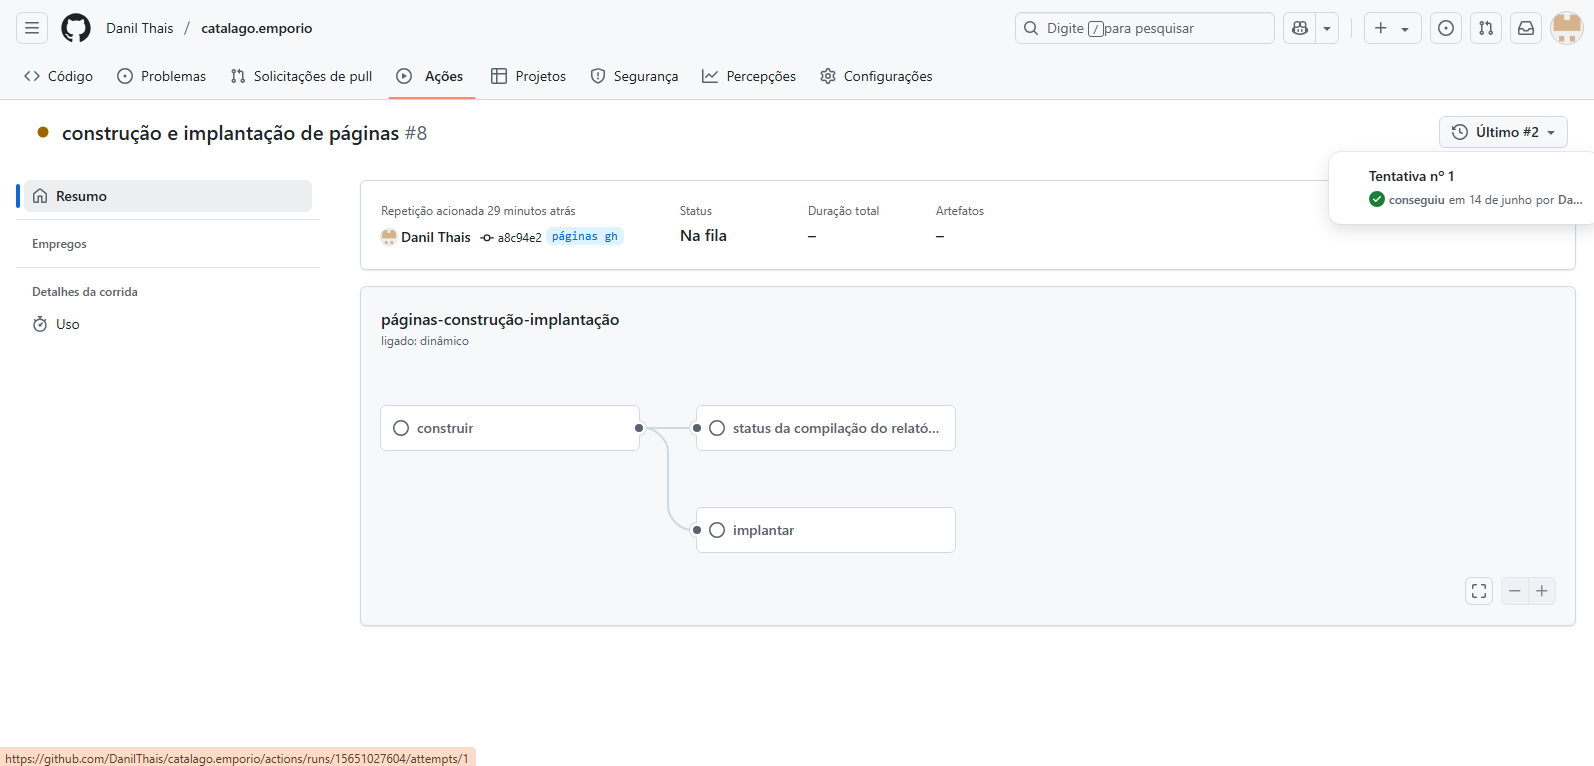 Danil Thais / catalago.emporio
Digite / para pesquisar
Código
Problemas
Solicitações de pull
Ações
Projetos
Segurança
Percepções
Configurações
construção e implantação de páginas #8
Último #2
Tentativa nº 1
conseguiu em 14 de junho por Da...
Resumo
Empregos
Detalhes da corrida
Uso
Repetição acionada 29 minutos atrás
Danil Thais a8c94e2 páginas gh
Status
Na fila
Duração total
–
Artefatos
–
páginas-construção-implantação
ligado: dinâmico
construir
status da compilação do relató...
implantar
https://github.com/DanilThais/catalago.emporio/actions/runs/15651027604/attempts/1